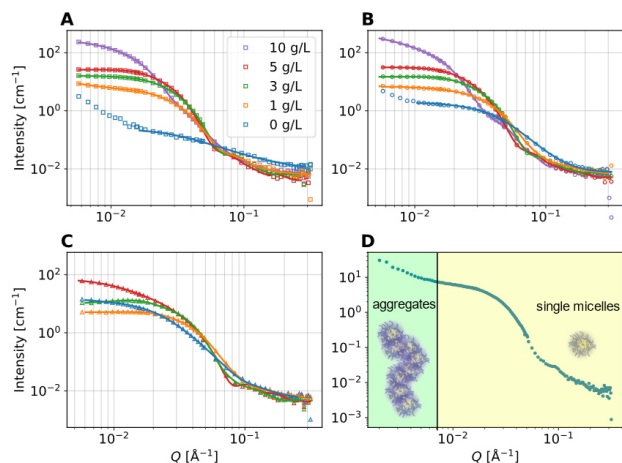 A
B
Intensity [cm⁻¹]
10²
10⁰
10⁻²
10 g/L
5 g/L
3 g/L
1 g/L
0 g/L
10²
10⁰
10⁻²
10⁻²
10⁻¹
10⁻²
10⁻¹
C
D
Intensity [cm⁻¹]
10²
10⁰
10⁻²
10¹
10⁰
10⁻¹
10⁻²
10⁻³
aggregates
single micelles
10⁻²
10⁻¹
10⁻²
10⁻¹
Q [Å⁻¹]
Q [Å⁻¹]